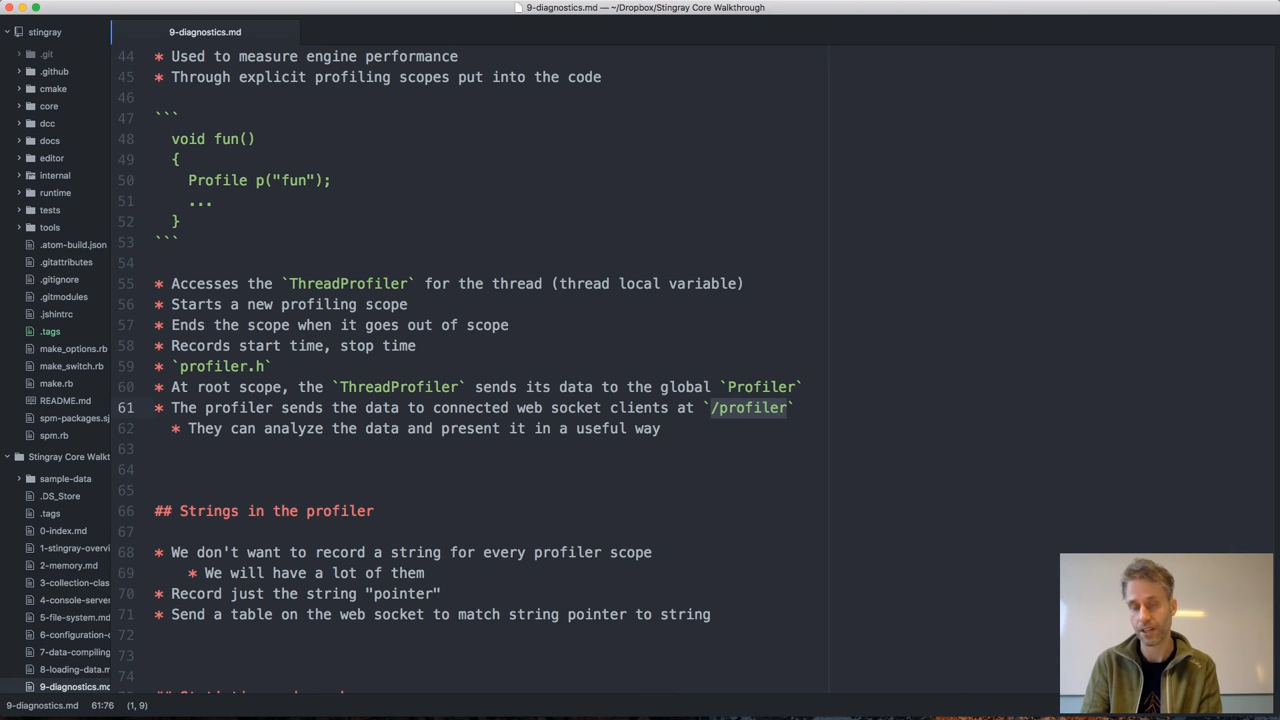 9-diagnostics.md — ~/Dropbox/Stingray Core Walkthrough
stingray
.git
.github
cmake
core
dcc
docs
editor
internal
runtime
tests
tools
.atom-build.json
.gitattributes
.gitignore
.gitmodules
.jshintrc
.tags
make_options.rb
make_switch.rb
make.rb
README.md
spm-packages.sj
spm.rb
Stingray Core Walkt
sample-data
.DS_Store
.tags
0-index.md
1-stingray-overvi
2-memory.md
3-collection-clas
4-console-server
5-file-system.md
6-configuration-c
7-data-compiling
8-loading-data.m
9-diagnostics.md
9-diagnostics.md
44 * Used to measure engine performance
45 * Through explicit profiling scopes put into the code
46
47 ```
48 void fun()
49 {
50 Profile p("fun");
51 ...
52 }
53 ```
54
55 * Accesses the `ThreadProfiler` for the thread (thread local variable)
56 * Starts a new profiling scope
57 * Ends the scope when it goes out of scope
58 * Records start time, stop time
59 * `profiler.h`
60 * At root scope, the `ThreadProfiler` sends its data to the global `Profiler`
61 * The profiler sends the data to connected web socket clients at `/profiler`
62 * They can analyze the data and present it in a useful way
63
64
65
66 ## Strings in the profiler
67
68 * We don't want to record a string for every profiler scope
69 * We will have a lot of them
70 * Record just the string "pointer"
71 * Send a table on the web socket to match string pointer to string
72
73
74
9-diagnostics.md 61:76 (1, 9)